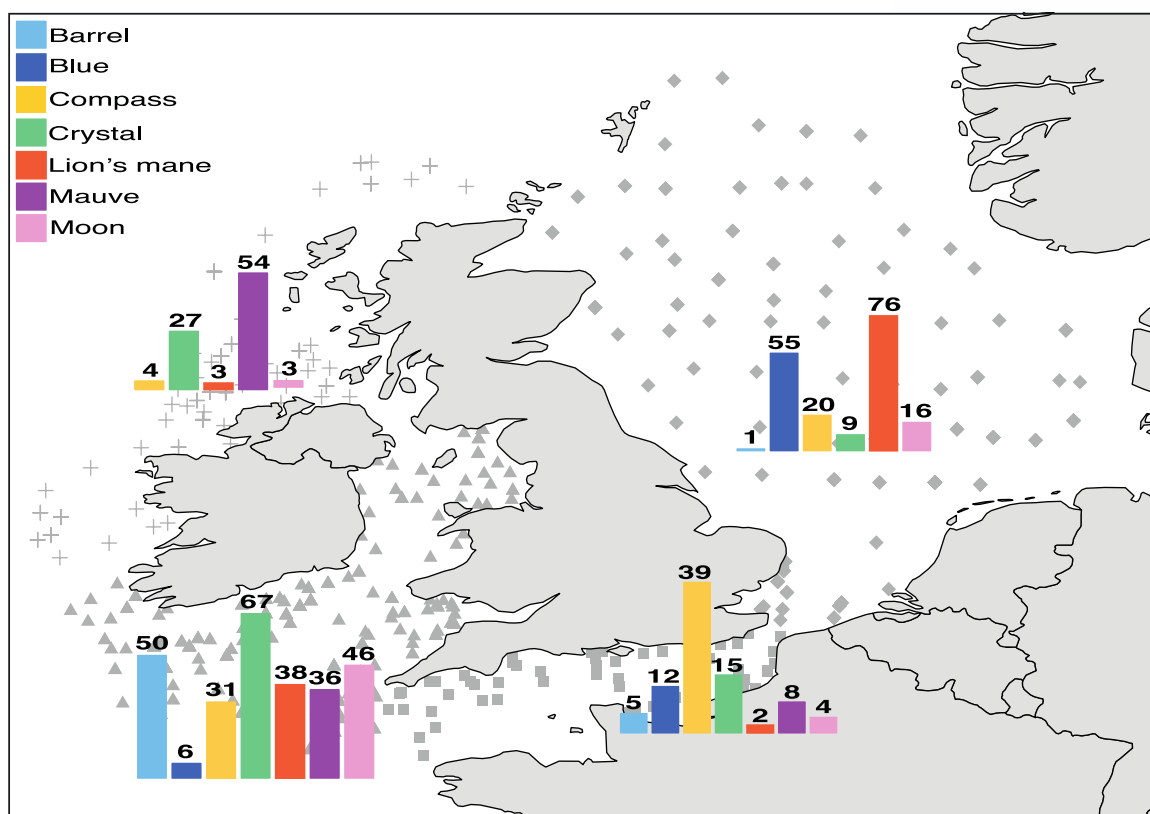 Barrel
Blue
Compass
Crystal
Lion's mane
Mauve
Moon
4 27 3 54 3
1 55 20 9 76 16
50 6 31 67 38 36 46
5 12 39 15 2 8 4